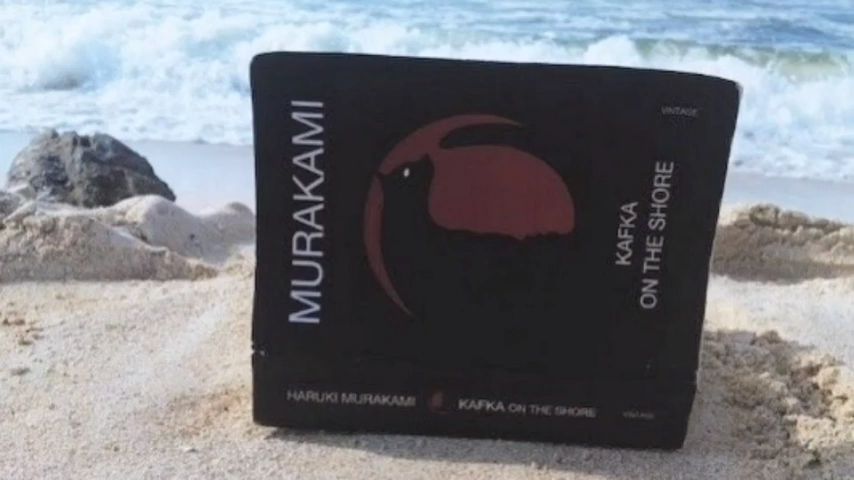 MURAKAMI
VINTAGE
KAFKA
ON THE SHORE
HARUKI MURAKAMI KAFKA ON THE SHORE VINTAGE